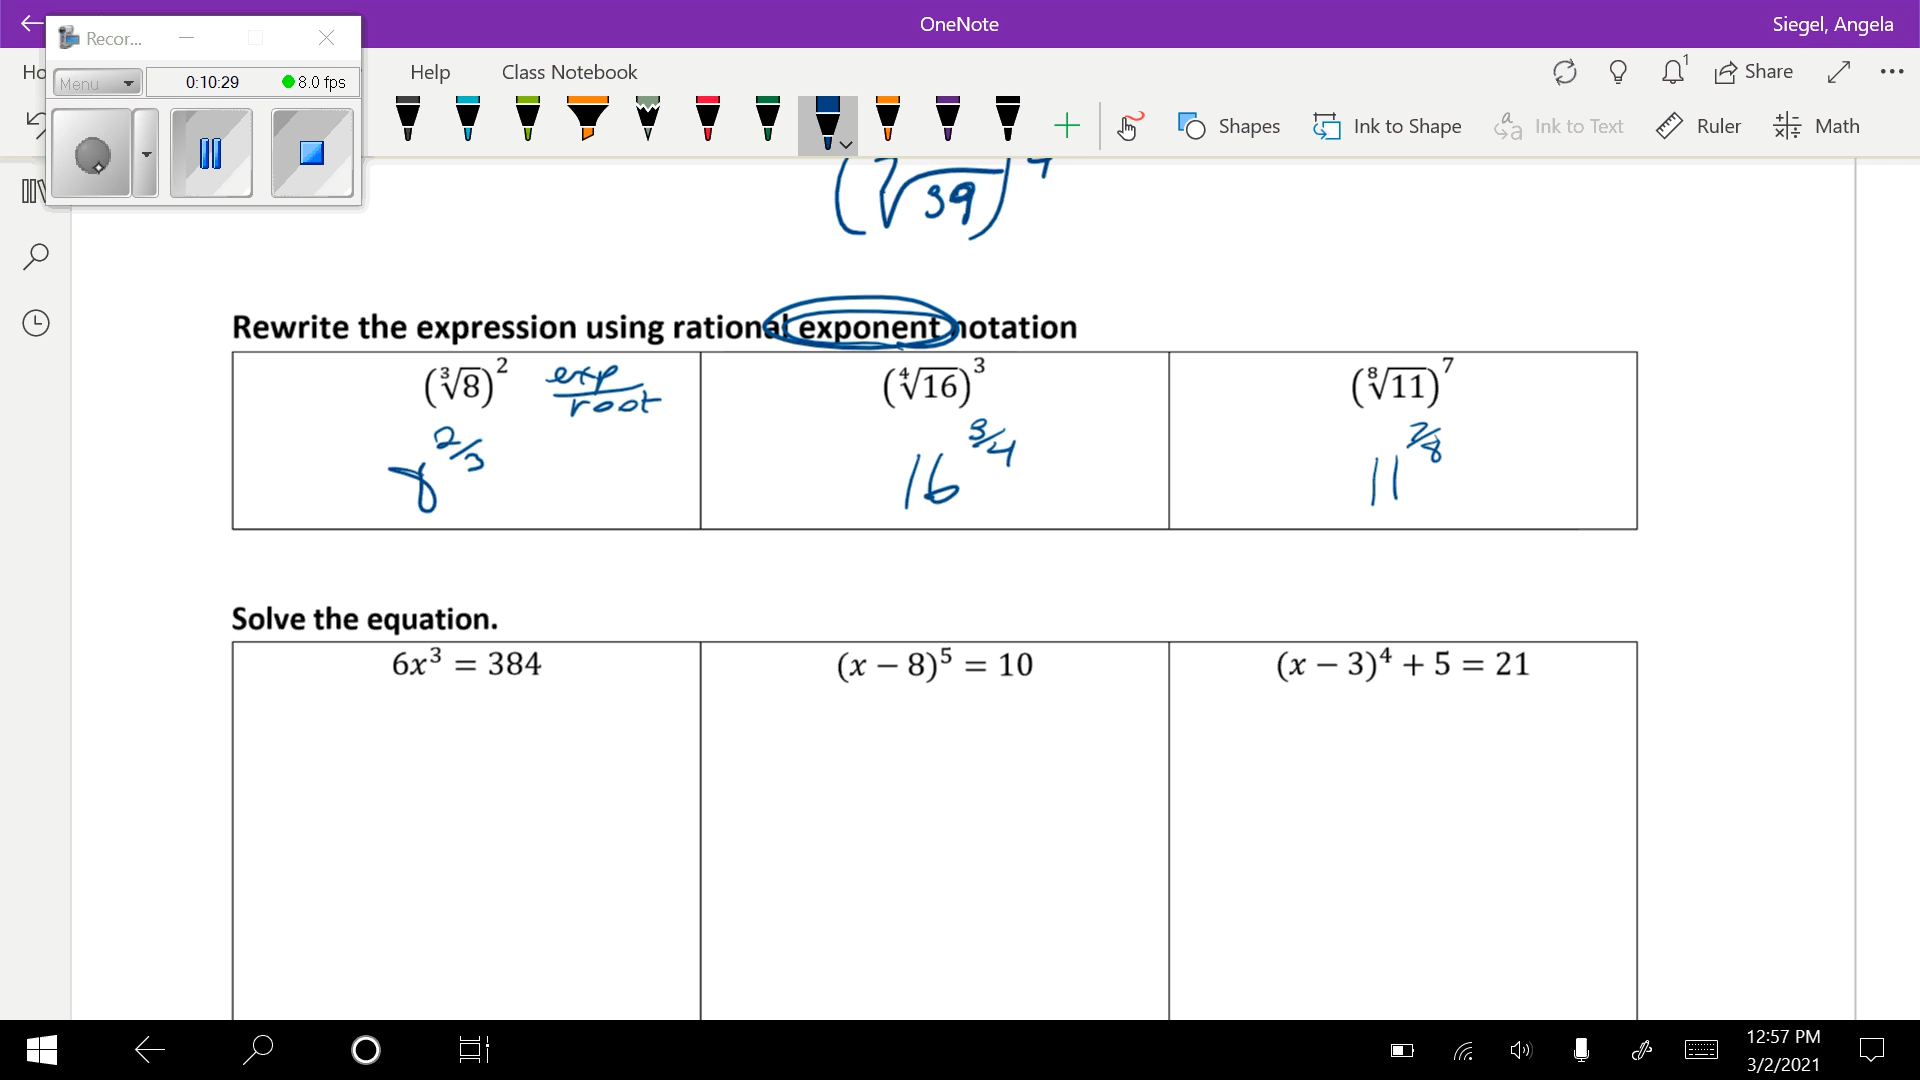 OneNote
Siegel, Angela
Recor...
Menu
0:10:29
8.0 fps
Help
Class Notebook
1
Share
Shapes
Ink to Shape
Ink to Text
Ruler
Math
(∛39)
Rewrite the expression using rational exponent notation
(∛8)² exp/root
(∜16)³
(⁸√11)⁷
8^2/3
16^3/4
11^7/8
Solve the equation.
6x³ = 384
(x − 8)⁵ = 10
(x − 3)⁴ + 5 = 21
12:57 PM
3/2/2021